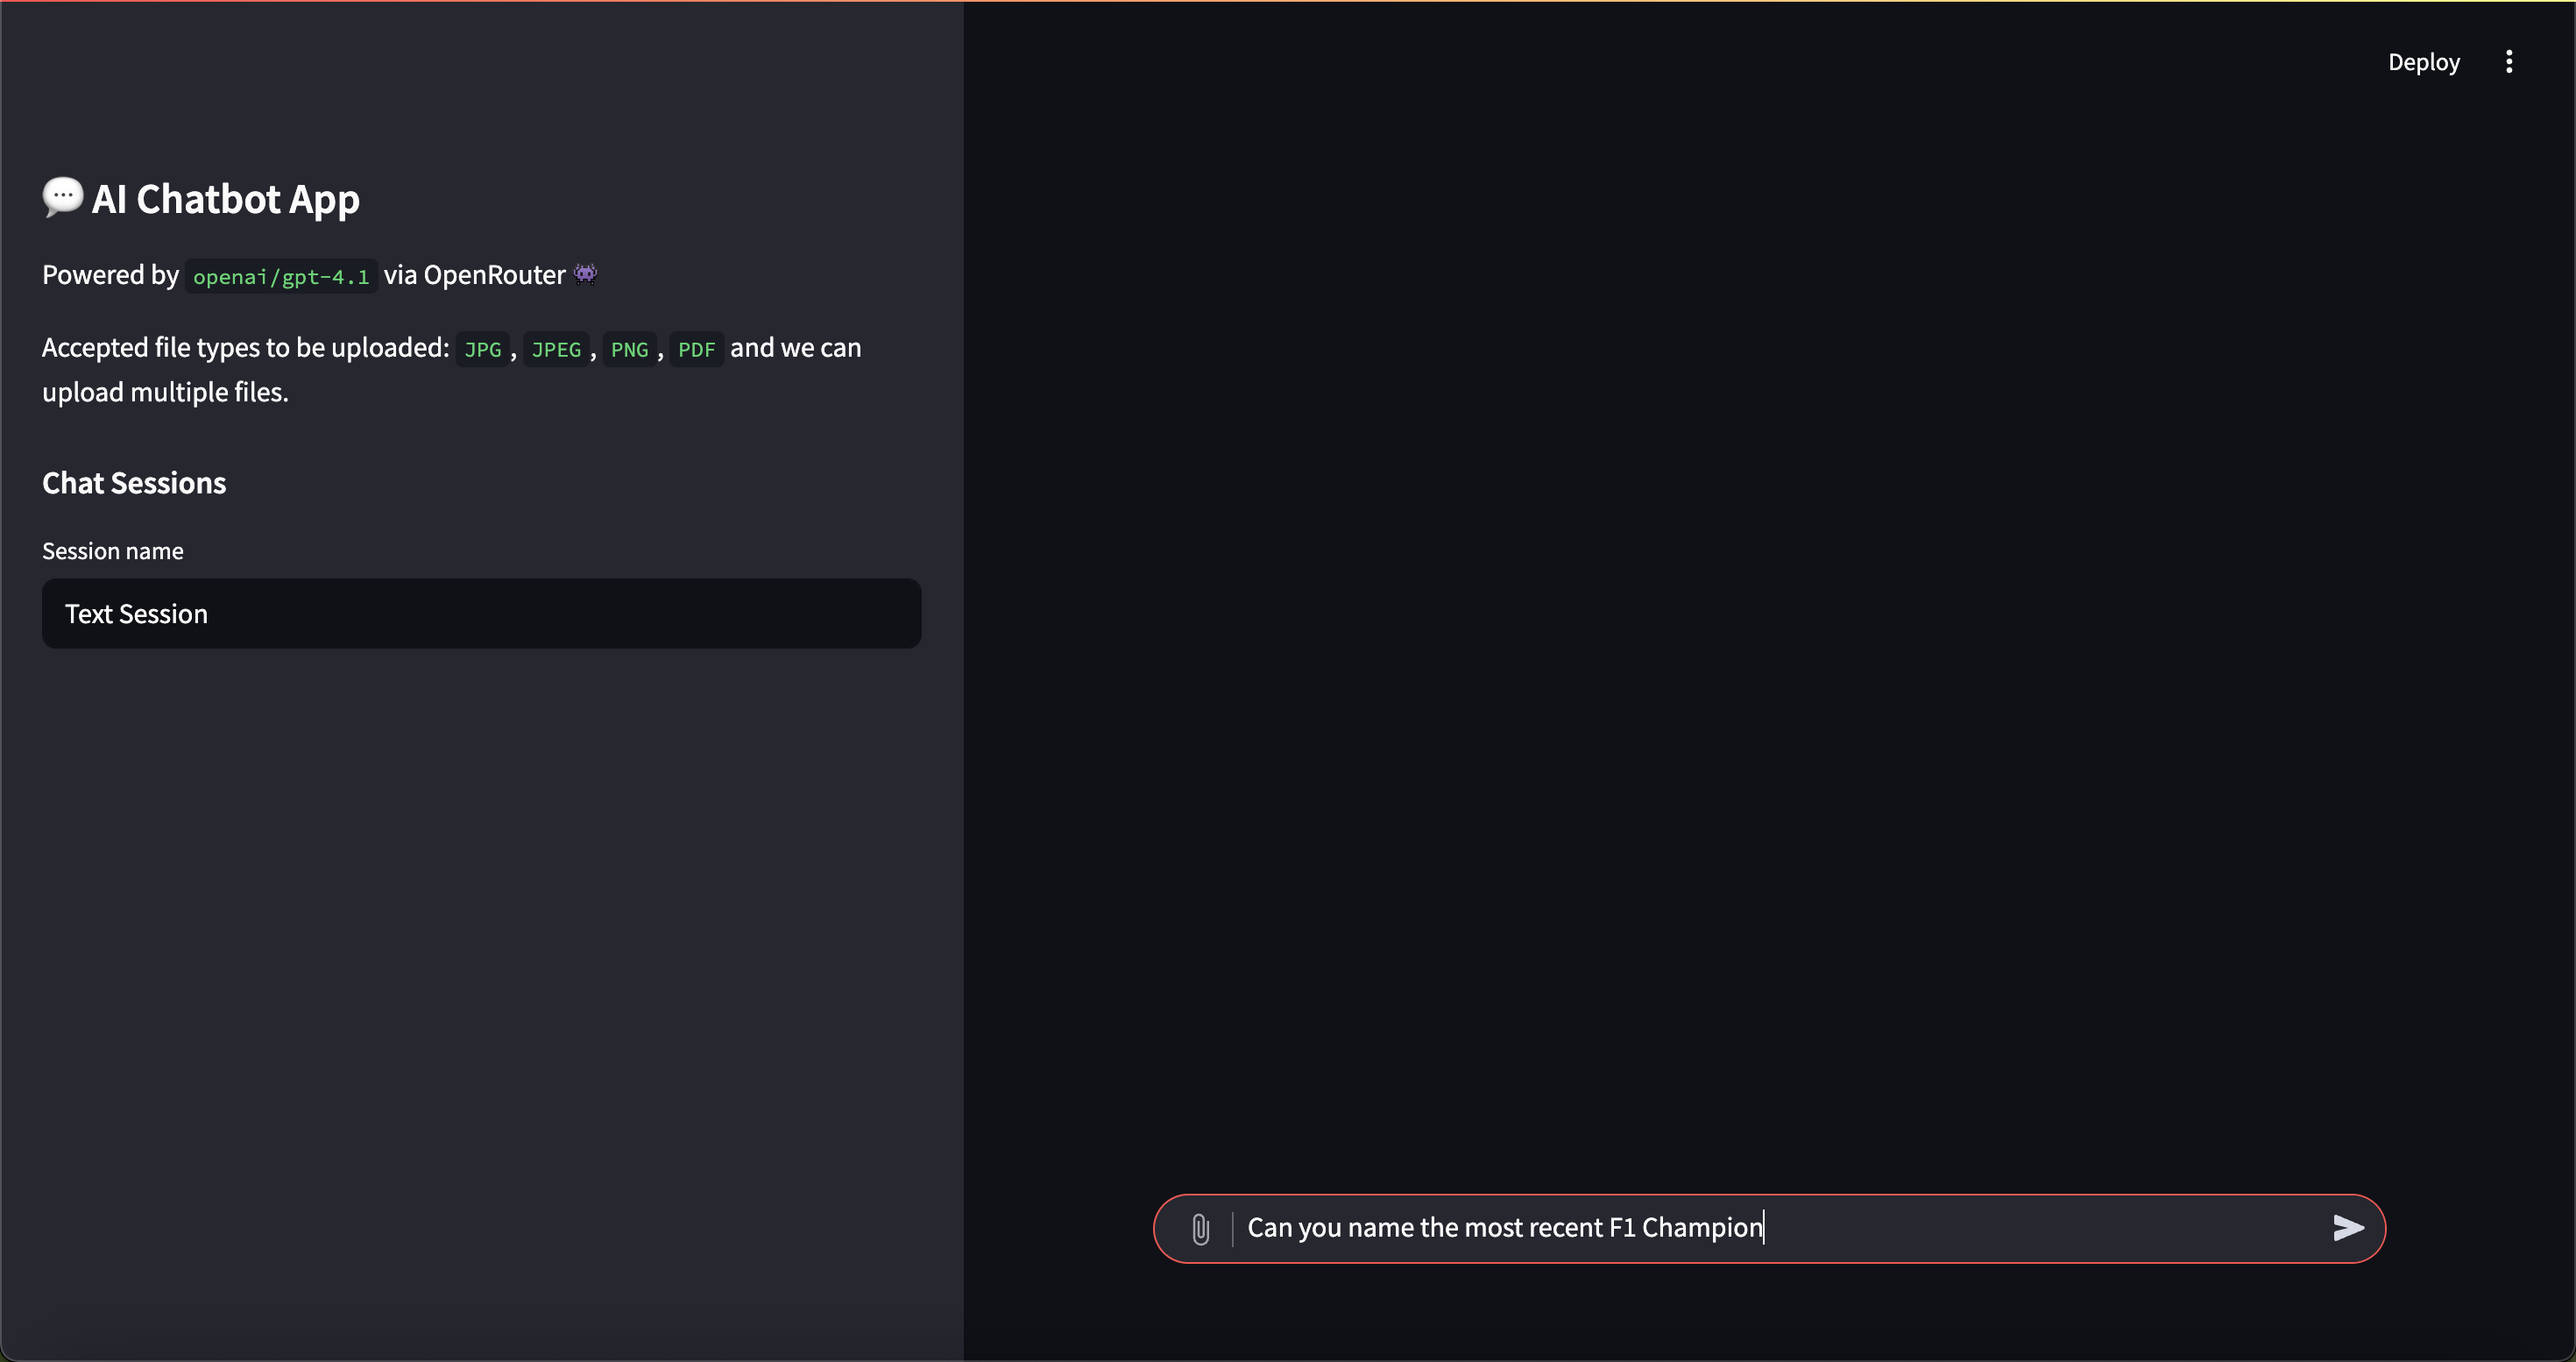 Deploy
AI Chatbot App
Powered by openai/gpt-4.1 via OpenRouter
Accepted file types to be uploaded: JPG, JPEG, PNG, PDF and we can
upload multiple files.
Chat Sessions
Session name
Text Session
Can you name the most recent F1 Champion